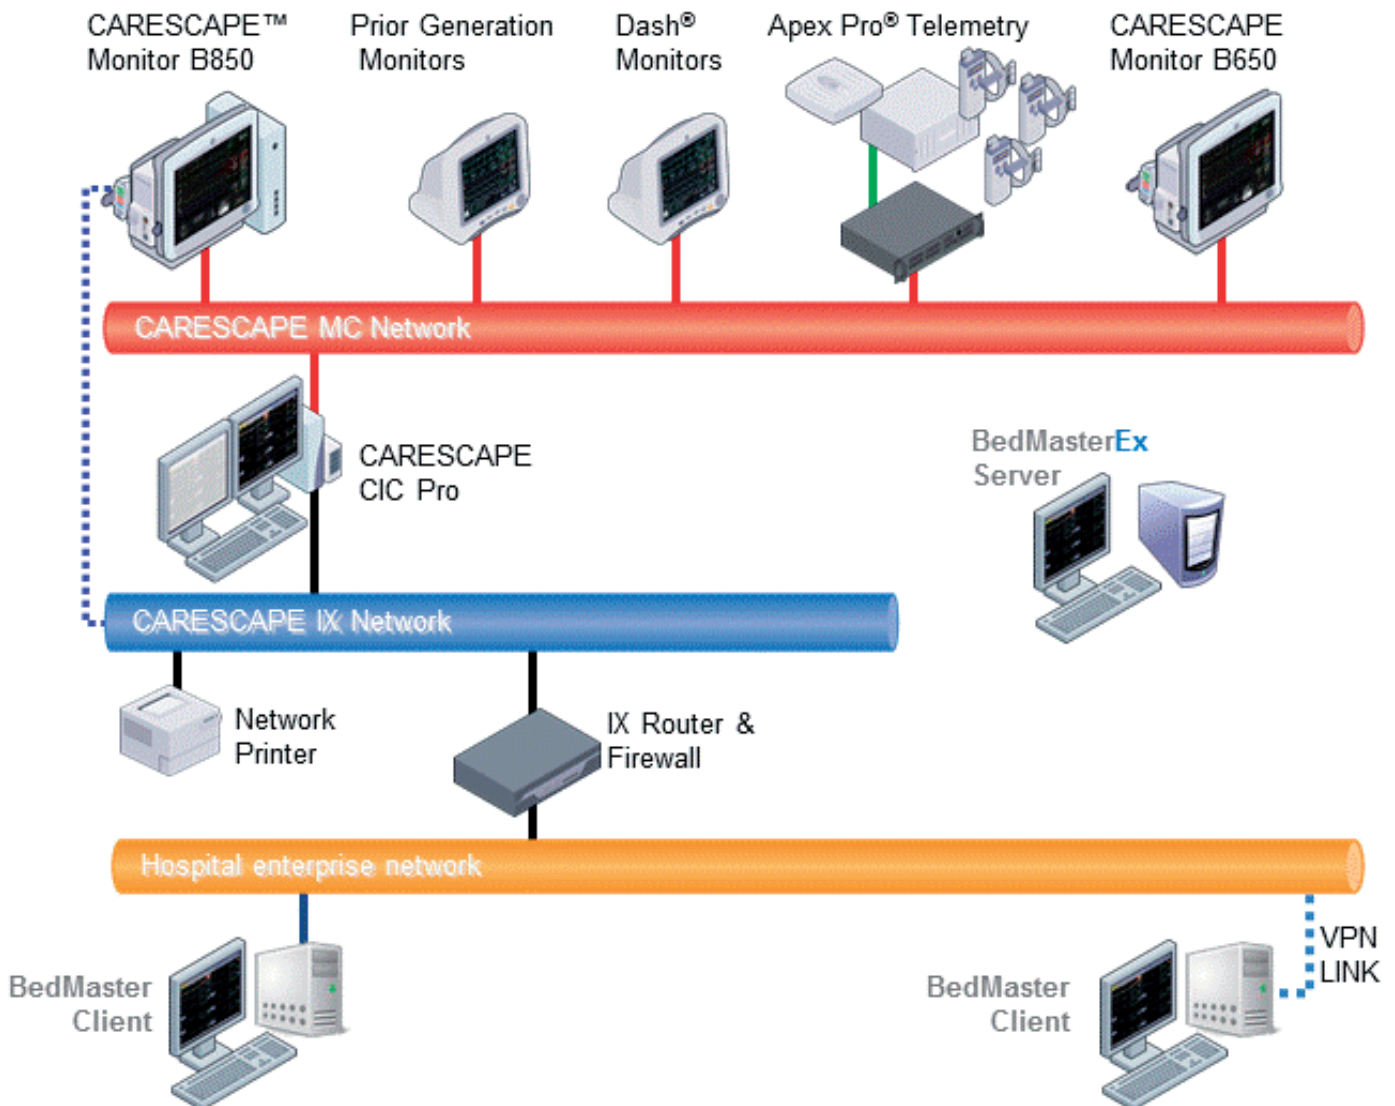 CARESCAPE™
Monitor B850
Prior Generation
Monitors
Dash®
Monitors
Apex Pro® Telemetry
CARESCAPE
Monitor B650
CARESCAPE MC Network
CARESCAPE
CIC Pro
BedMasterEx
Server
CARESCAPE IX Network
Network
Printer
IX Router &
Firewall
Hospital enterprise network
BedMaster
Client
BedMaster
Client
VPN
LINK